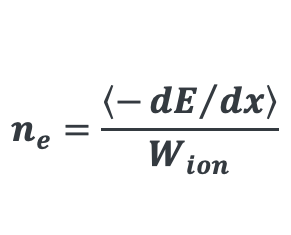 n_e = ⟨− dE/dx⟩ / W_ion